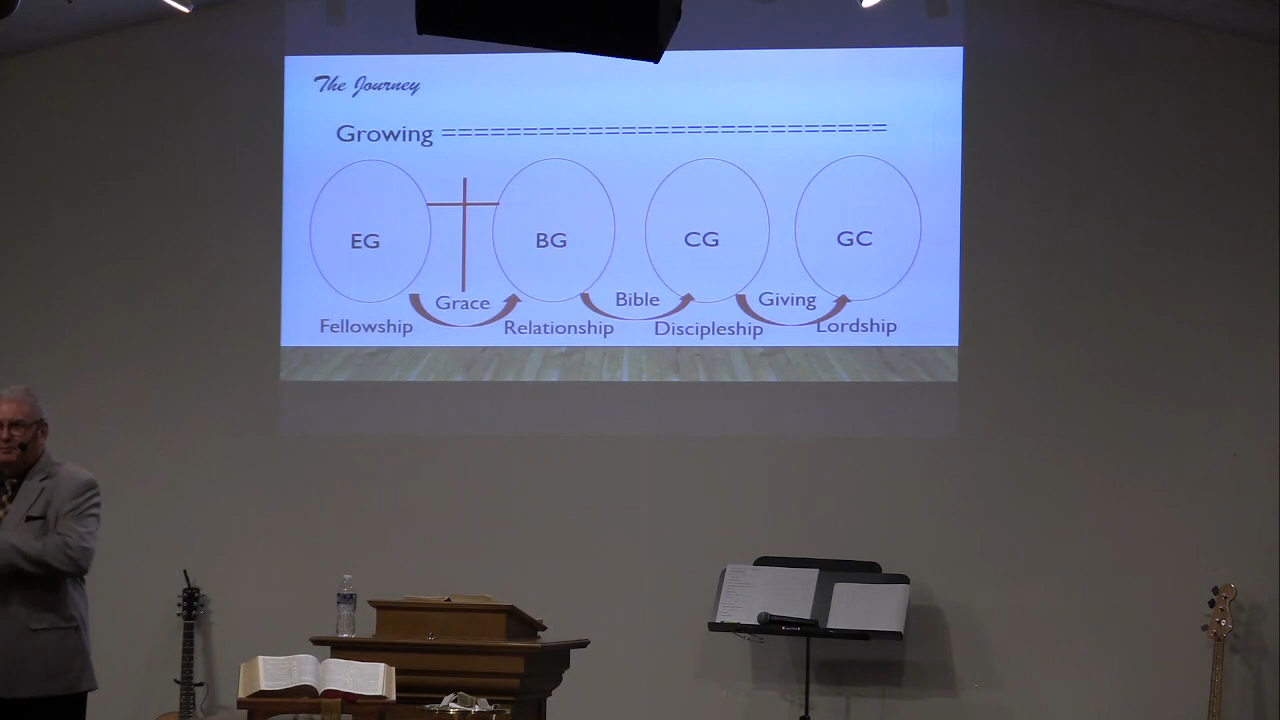 The Journey
Growing ============================
EG BG CG GC
Grace Bible Giving
Fellowship Relationship Discipleship Lordship